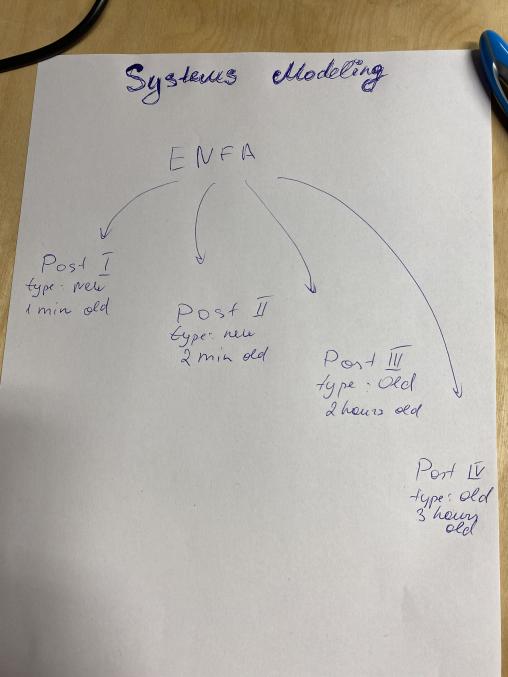 Systems Modeling
ENFA
Post I
type: new
1 min old
Post II
type: new
2 min old
Post III
type: Old
2 hours old
Post IV
type: old
3 hours
old